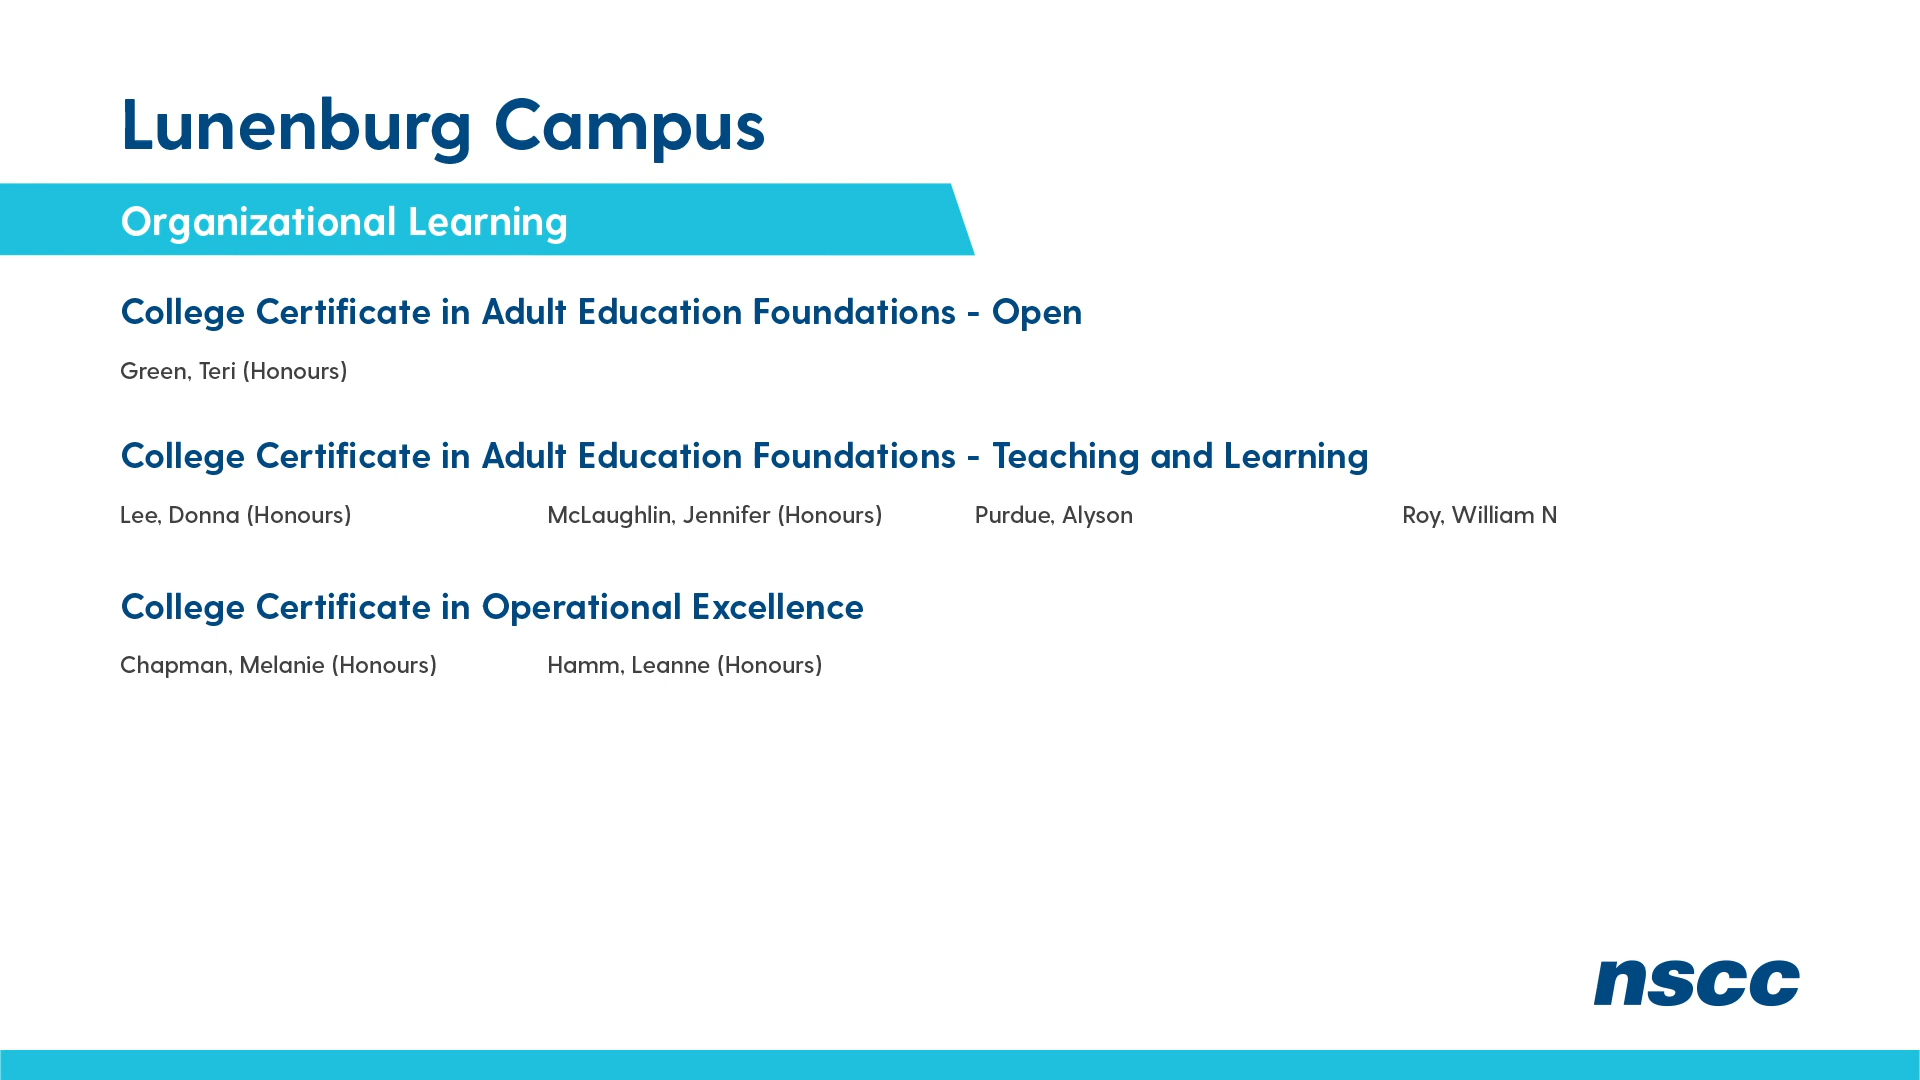 Lunenburg Campus
Organizational Learning
College Certificate in Adult Education Foundations - Open
Green, Teri (Honours)
College Certificate in Adult Education Foundations - Teaching and Learning
Lee, Donna (Honours) McLaughlin, Jennifer (Honours) Purdue, Alyson Roy, William N
College Certificate in Operational Excellence
Chapman, Melanie (Honours) Hamm, Leanne (Honours)
nscc